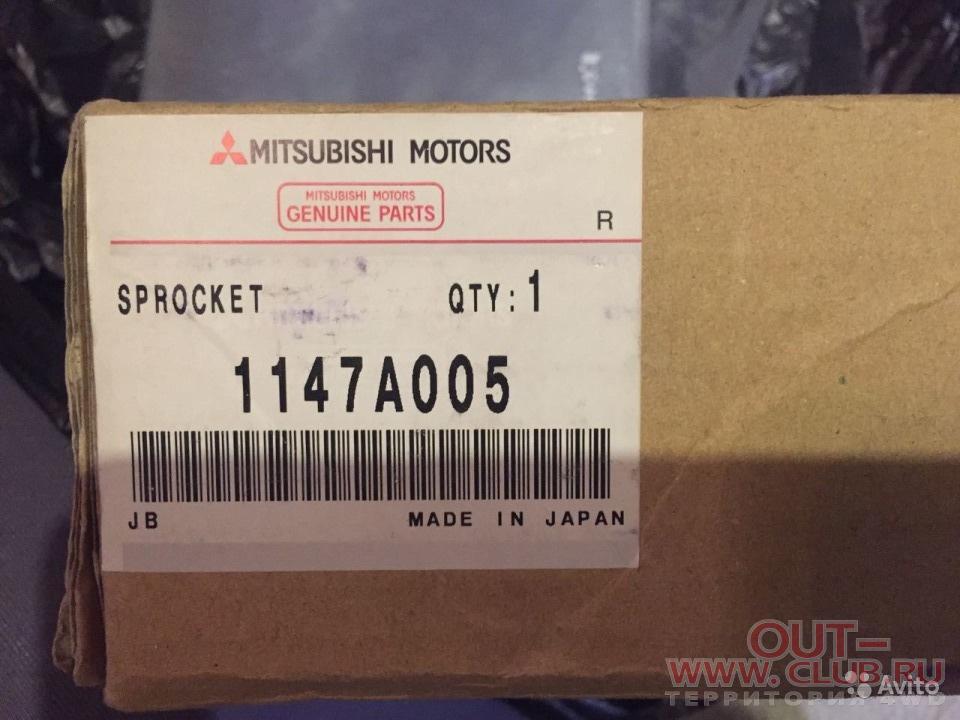 MITSUBISHI MOTORS
MITSUBISHI MOTORS
GENUINE PARTS
R
SPROCKET QTY: 1
1147A005
JB MADE IN JAPAN
OUT-
WWW.CLUB.RU
ТЕРРИТОРИЯ 4WD
Avito